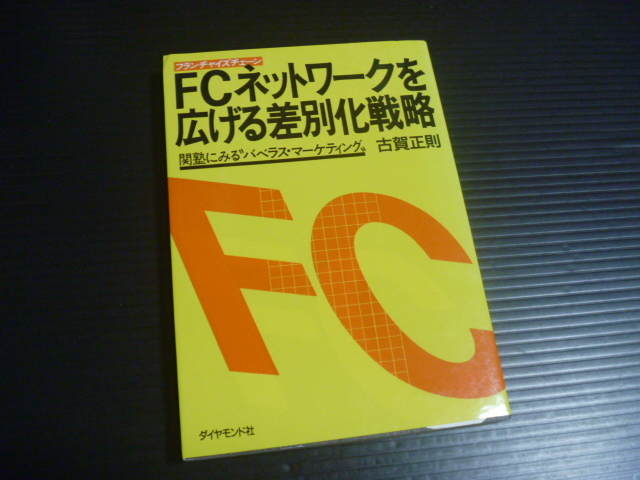 フランチャイズチェーン
FCネットワークを
広げる差別化戦略
関塾にみる〝バベラス・マーケティング〟 古賀正則
FC
ダイヤモンド社